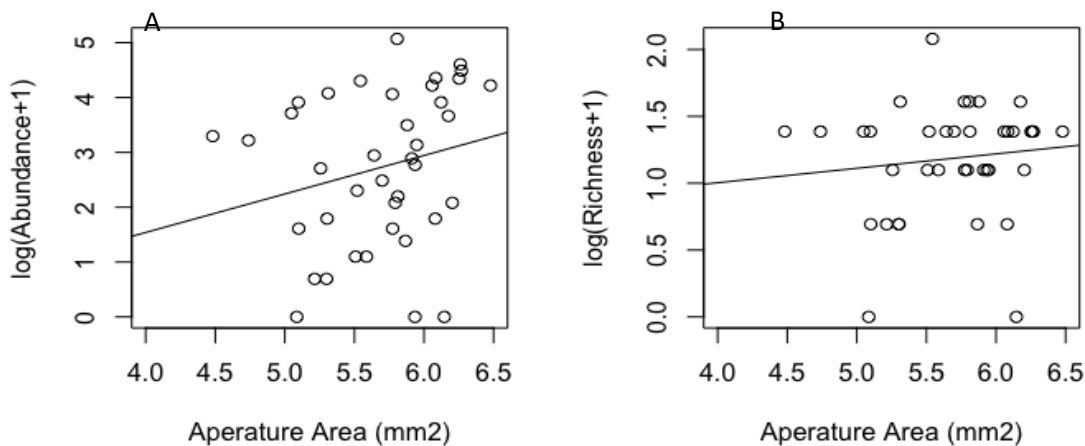 A
log(Abundance+1)
5
4
3
2
1
0
4.0 4.5 5.0 5.5 6.0 6.5
Aperature Area (mm2)
B
log(Richness+1)
2.0
1.5
1.0
0.5
0.0
4.0 4.5 5.0 5.5 6.0 6.5
Aperature Area (mm2)